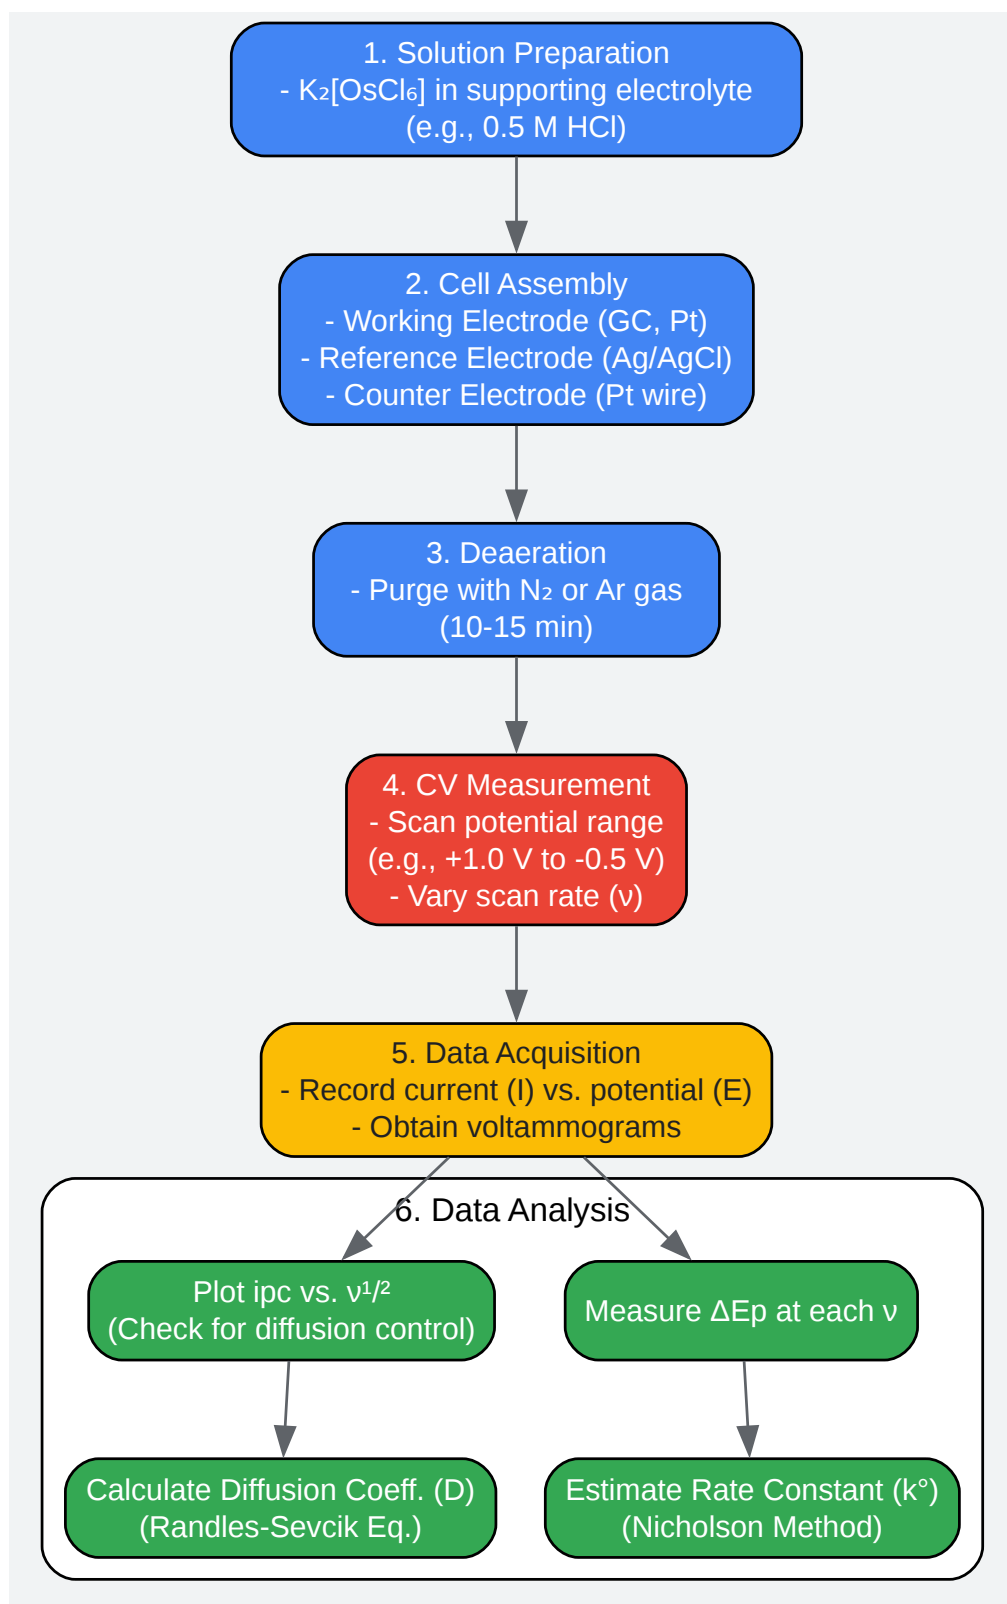 1. Solution Preparation
- K₂[OsCl₆] in supporting electrolyte
(e.g., 0.5 M HCl)
2. Cell Assembly
- Working Electrode (GC, Pt)
- Reference Electrode (Ag/AgCl)
- Counter Electrode (Pt wire)
3. Deaeration
- Purge with N₂ or Ar gas
(10-15 min)
4. CV Measurement
- Scan potential range
(e.g., +1.0 V to -0.5 V)
- Vary scan rate (ν)
5. Data Acquisition
- Record current (I) vs. potential (E)
- Obtain voltammograms
6. Data Analysis
Plot ipc vs. ν¹/²
(Check for diffusion control)
Measure ΔEp at each ν
Calculate Diffusion Coeff. (D)
(Randles-Sevcik Eq.)
Estimate Rate Constant (k°)
(Nicholson Method)